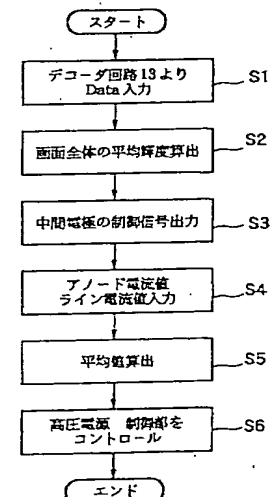 スタート
デコーダ回路13より
Data入力
S1
画面全体の平均輝度算出
S2
中間電極の制御信号出力
S3
アノード電流値
ライン電流値入力
S4
平均値算出
S5
高圧電源 制御部を
コントロール
S6
エンド